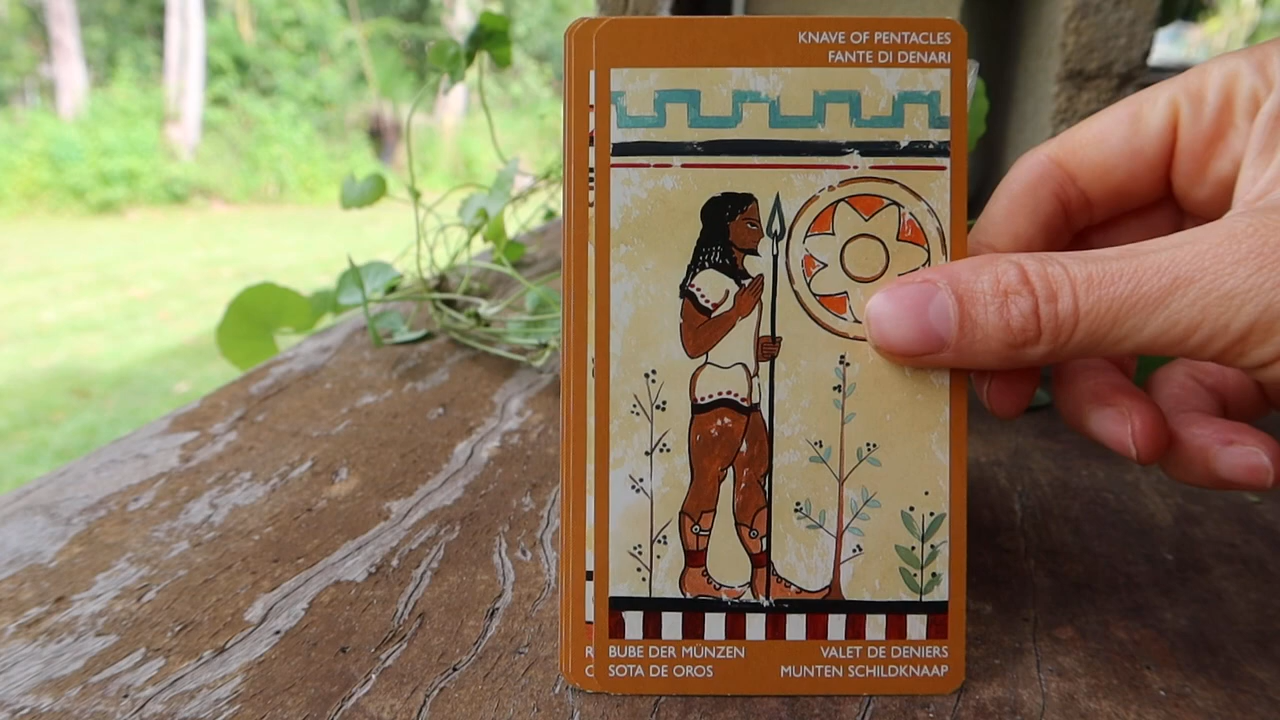 KNAVE OF PENTACLES
FANTE DI DENARI
BUBE DER MÜNZEN
VALET DE DENIERS
SOTA DE OROS
MUNTEN SCHILDKNAAP